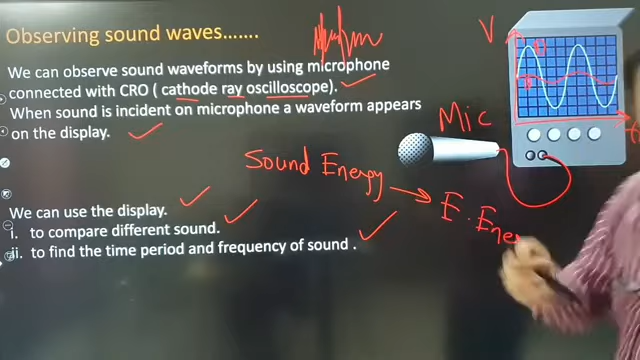 Observing sound waves.......
We can observe sound waveforms by using microphone
connected with CRO ( cathode ray oscilloscope).
When sound is incident on microphone a waveform appears
on the display.
We can use the display.
i. to compare different sound.
ii. to find the time period and frequency of sound .
V
Mic
Sound Energy → E. Ener